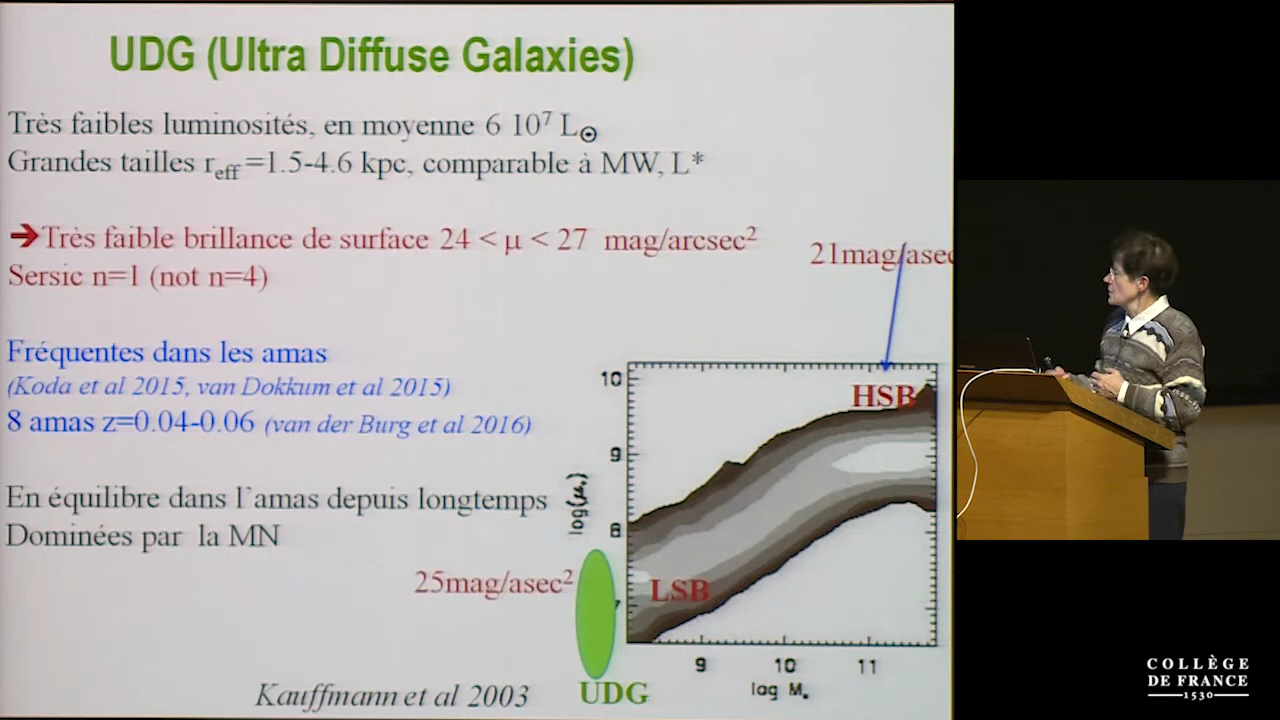 UDG (Ultra Diffuse Galaxies)
Très faibles luminosités, en moyenne 6 10⁷ L☉
Grandes tailles reff=1.5-4.6 kpc, comparable à MW, L*
➔Très faible brillance de surface 24 < μ < 27 mag/arcsec²
Sersic n=1 (not n=4)
21mag/asec
Fréquentes dans les amas
(Koda et al 2015, van Dokkum et al 2015)
8 amas z=0.04-0.06 (van der Burg et al 2016)
En équilibre dans l'amas depuis longtemps
Dominées par la MN
25mag/asec²
HSB
LSB
10
9
8
7
log(μ*)
9 10 11
log M*
Kauffmann et al 2003
UDG
COLLÈGE
DE FRANCE
1530